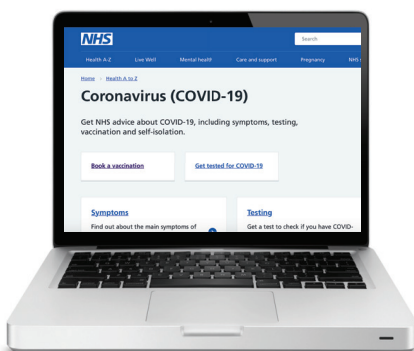 NHS
Search
Health A-Z Live Well Mental health Care and support Pregnancy NHS
Home Health A to Z
Coronavirus (COVID-19)
Get NHS advice about COVID-19, including symptoms, testing,
vaccination and self-isolation.
Book a vaccination Get tested for COVID-19
Symptoms Testing
Find out about the main symptoms of Get a test to check if you have COVID-